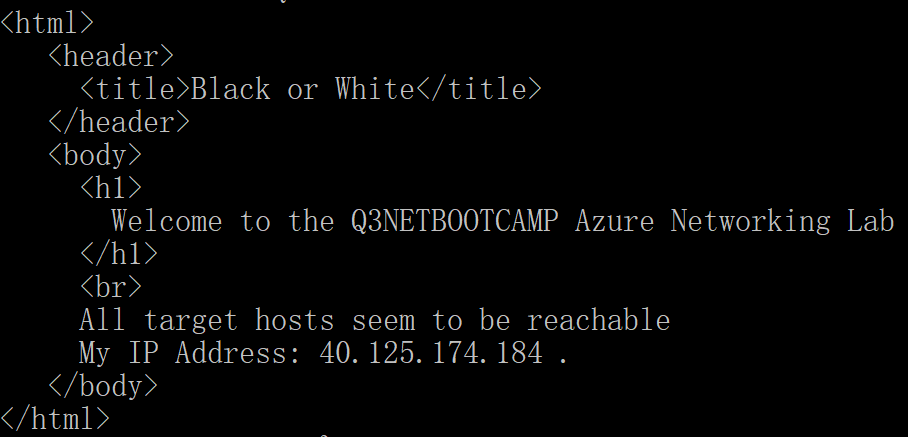 <html>
<header>
<title>Black or White</title>
</header>
<body>
<h1>
Welcome to the Q3NETBOOTCAMP Azure Networking Lab
</h1>
<br>
All target hosts seem to be reachable
My IP Address: 40.125.174.184 .
</body>
</html>